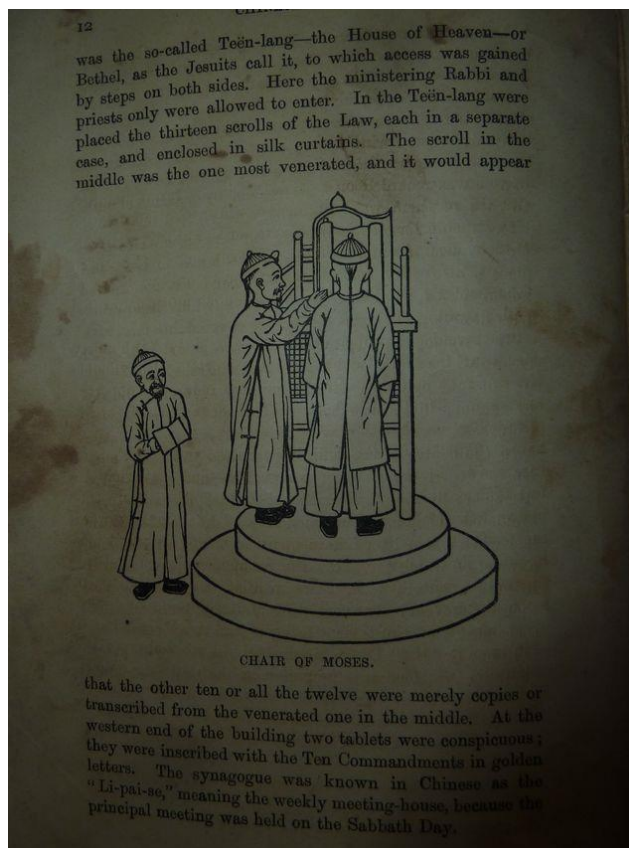 12
was the so-called Teën-lang—the House of Heaven—or
Bethel, as the Jesuits call it, to which access was gained
by steps on both sides. Here the ministering Rabbi and
priests only were allowed to enter. In the Teën-lang were
placed the thirteen scrolls of the Law, each in a separate
case, and enclosed in silk curtains. The scroll in the
middle was the one most venerated, and it would appear
CHAIR OF MOSES.
that the other ten or all the twelve were merely copies or
transcribed from the venerated one in the middle. At the
western end of the building two tablets were conspicuous;
they were inscribed with the Ten Commandments in golden
letters. The synagogue was known in Chinese as the
"Li-pai-se," meaning the weekly meeting-house, because the
principal meeting was held on the Sabbath Day.